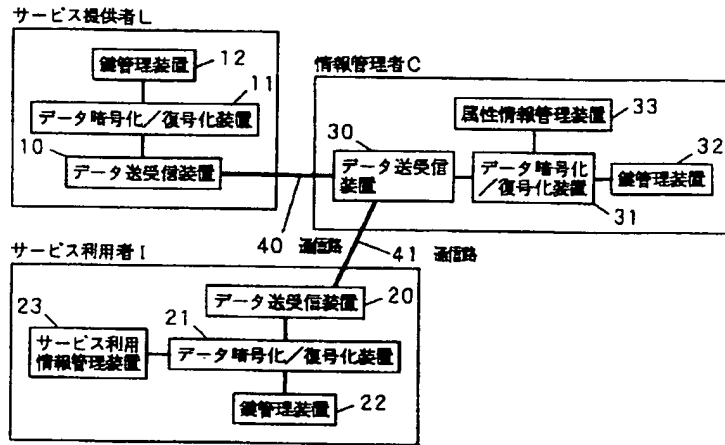 サービス提供者L
鍵管理装置
12
11
データ暗号化／復号化装置
10
データ送受信装置
情報管理者C
属性情報管理装置
33
30
32
データ送受信
装置
データ暗号化
／復号化装置
鍵管理装置
31
40 通信路
41 通信路
サービス利用者I
データ送受信装置
20
23
21
サービス利用
情報管理装置
データ暗号化／復号化装置
鍵管理装置
22